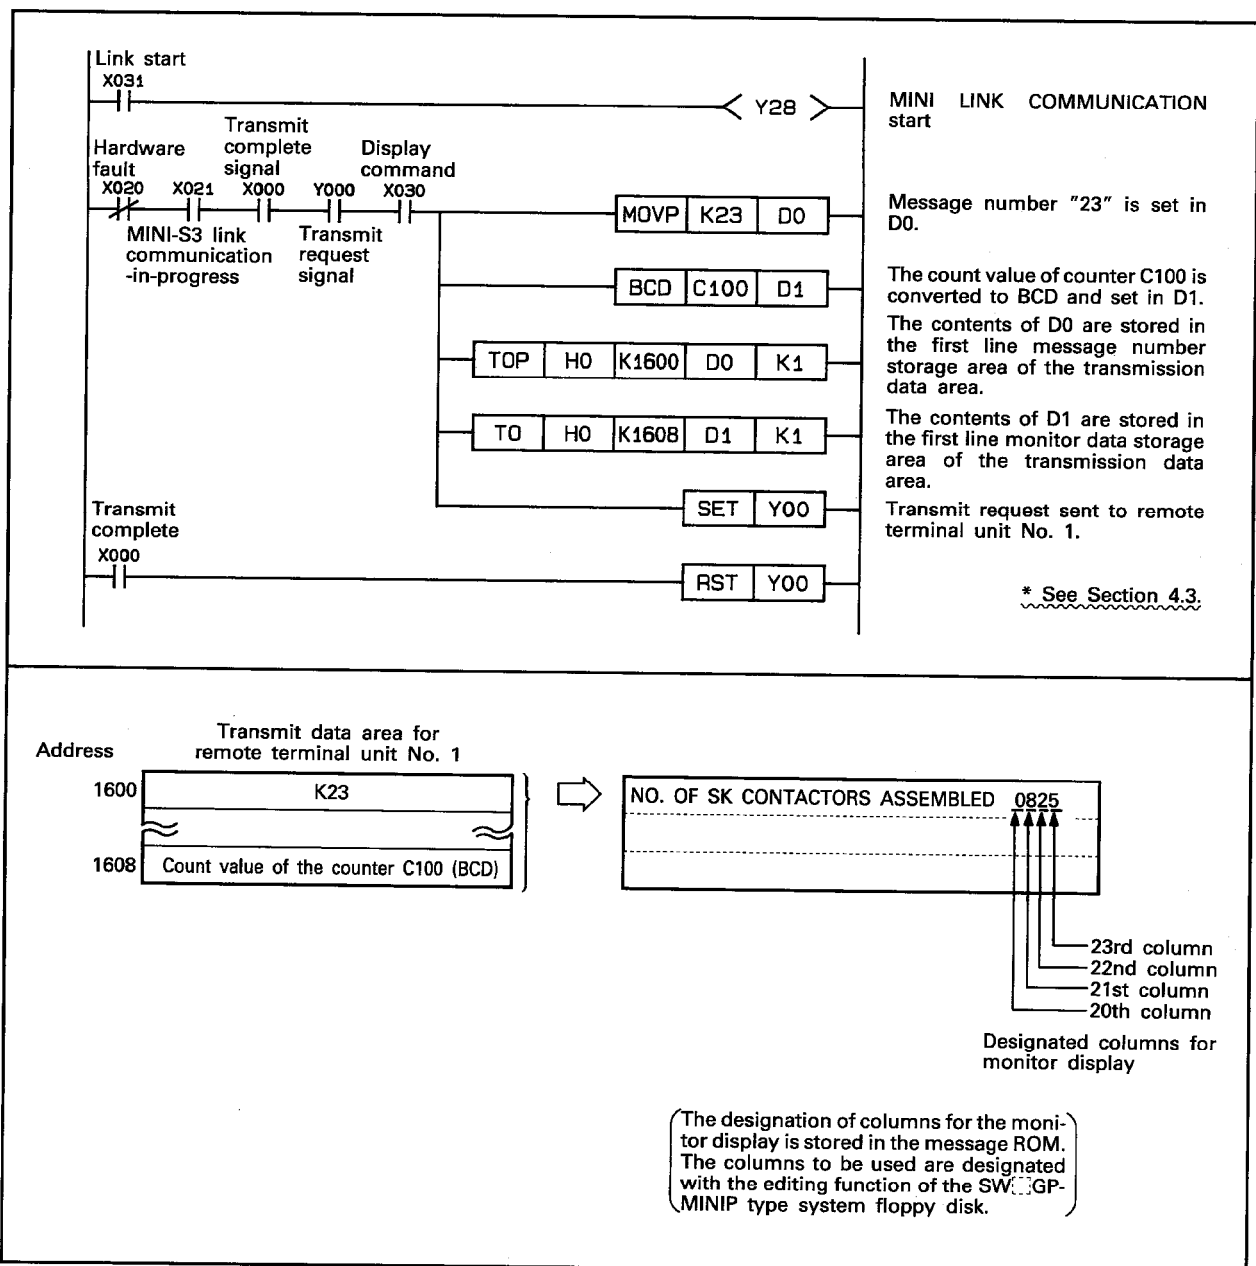 Link start
X031
Y28
MINI LINK COMMUNICATION
start
Hardware
fault
X020
X021
Transmit
complete
signal
X000
Y000
Display
command
X030
MINI-S3 link
communication
-in-progress
Transmit
request
signal
MOVP K23 D0
Message number "23" is set in
D0.
BCD C100 D1
The count value of counter C100 is
converted to BCD and set in D1.
TOP H0 K1600 D0 K1
The contents of D0 are stored in
the first line message number
storage area of the transmission
data area.
TO H0 K1608 D1 K1
The contents of D1 are stored in
the first line monitor data storage
area of the transmission data
area.
SET Y00
Transmit request sent to remote
terminal unit No. 1.
Transmit
complete
X000
RST Y00
* See Section 4.3.
Address
Transmit data area for
remote terminal unit No. 1
1600 K23
1608 Count value of the counter C100 (BCD)
NO. OF SK CONTACTORS ASSEMBLED 0825
23rd column
22nd column
21st column
20th column
Designated columns for
monitor display
(The designation of columns for the moni-
tor display is stored in the message ROM.
The columns to be used are designated
with the editing function of the SW[ ]GP-
MINIP type system floppy disk.)